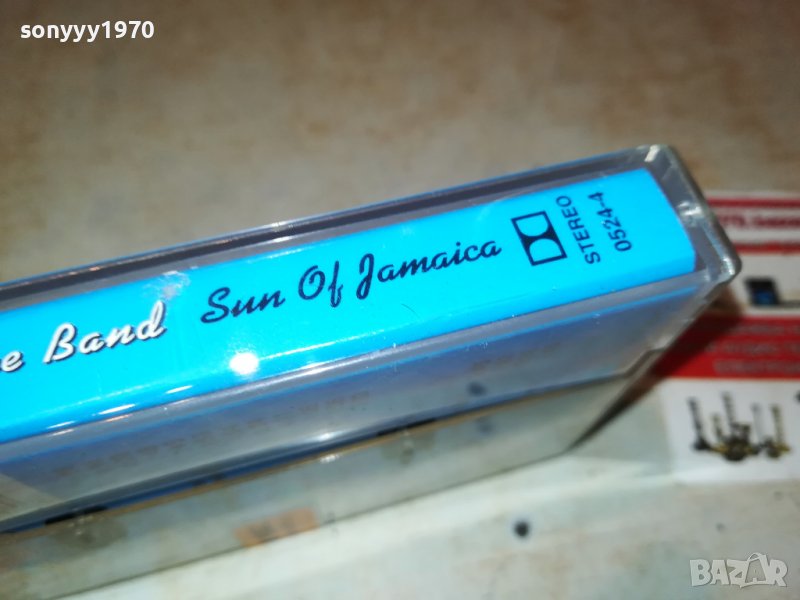 sonyyy1970
e Band Sun Of Jamaica
STEREO
0524-4
BAZAR